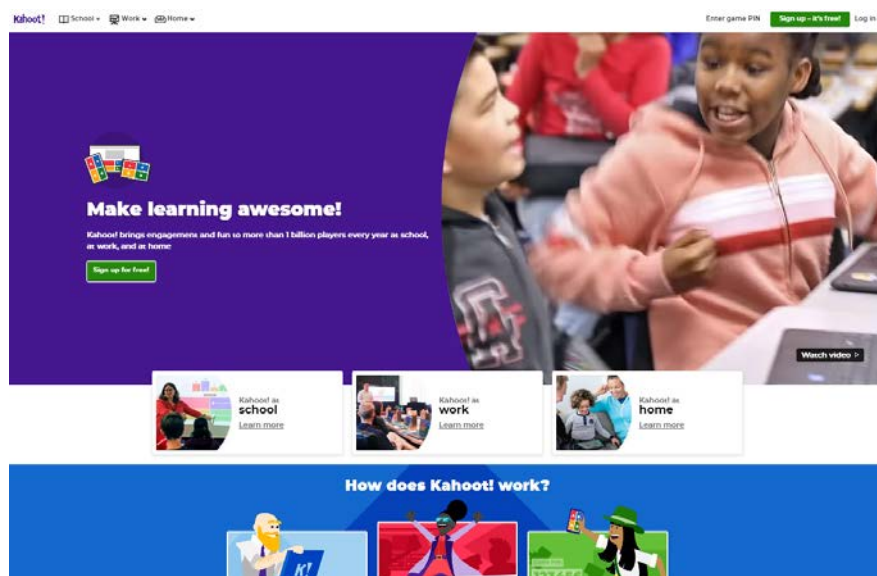 Kahoot!
School
Work
Home
Enter game PIN
Sign up – it's free!
Log in
Make learning awesome!
Kahoot! brings engagement and fun to more than 1 billion players every year at school,
at work, and at home
Sign up for free!
Watch video
Kahoot! at
school
Learn more
Kahoot! at
work
Learn more
Kahoot! at
home
Learn more
How does Kahoot! work?
K!